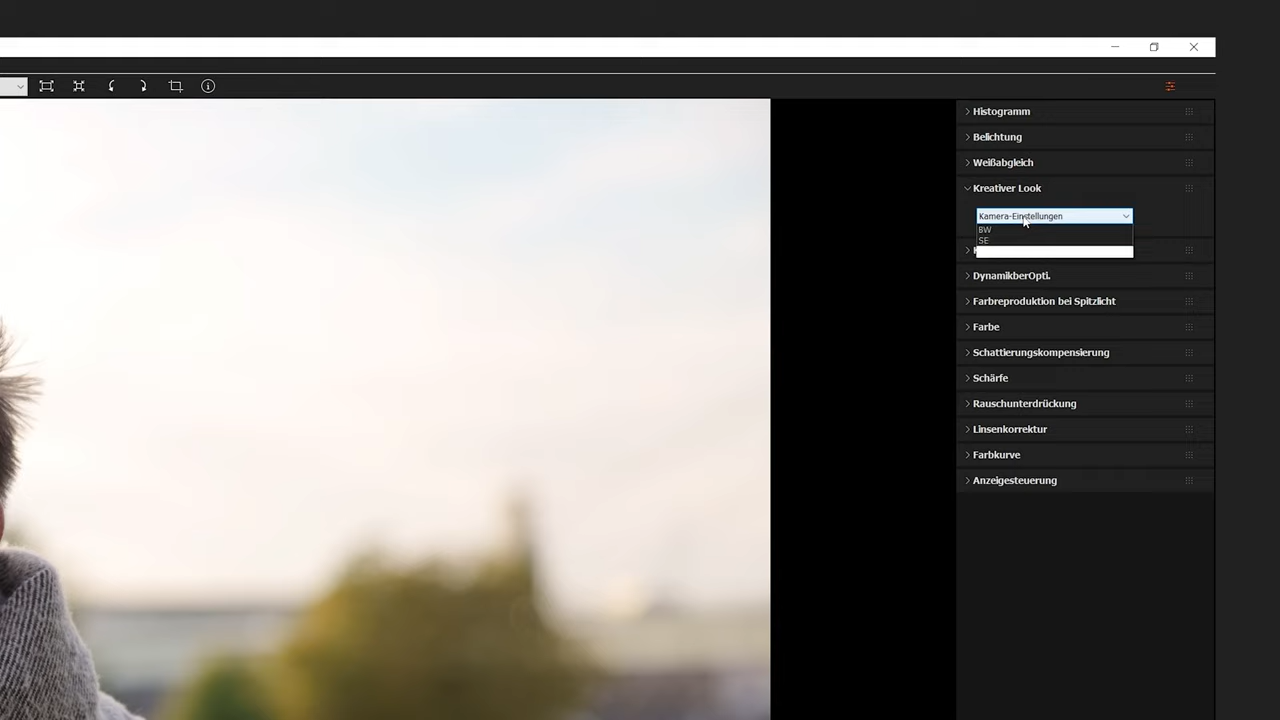 Histogramm
Belichtung
Weißabgleich
Kreativer Look
Kamera-Einstellungen
BW
SE
DynamikberOpti.
Farbreproduktion bei Spitzlicht
Farbe
Schattierungskompensierung
Schärfe
Rauschunterdrückung
Linsenkorrektur
Farbkurve
Anzeigesteuerung